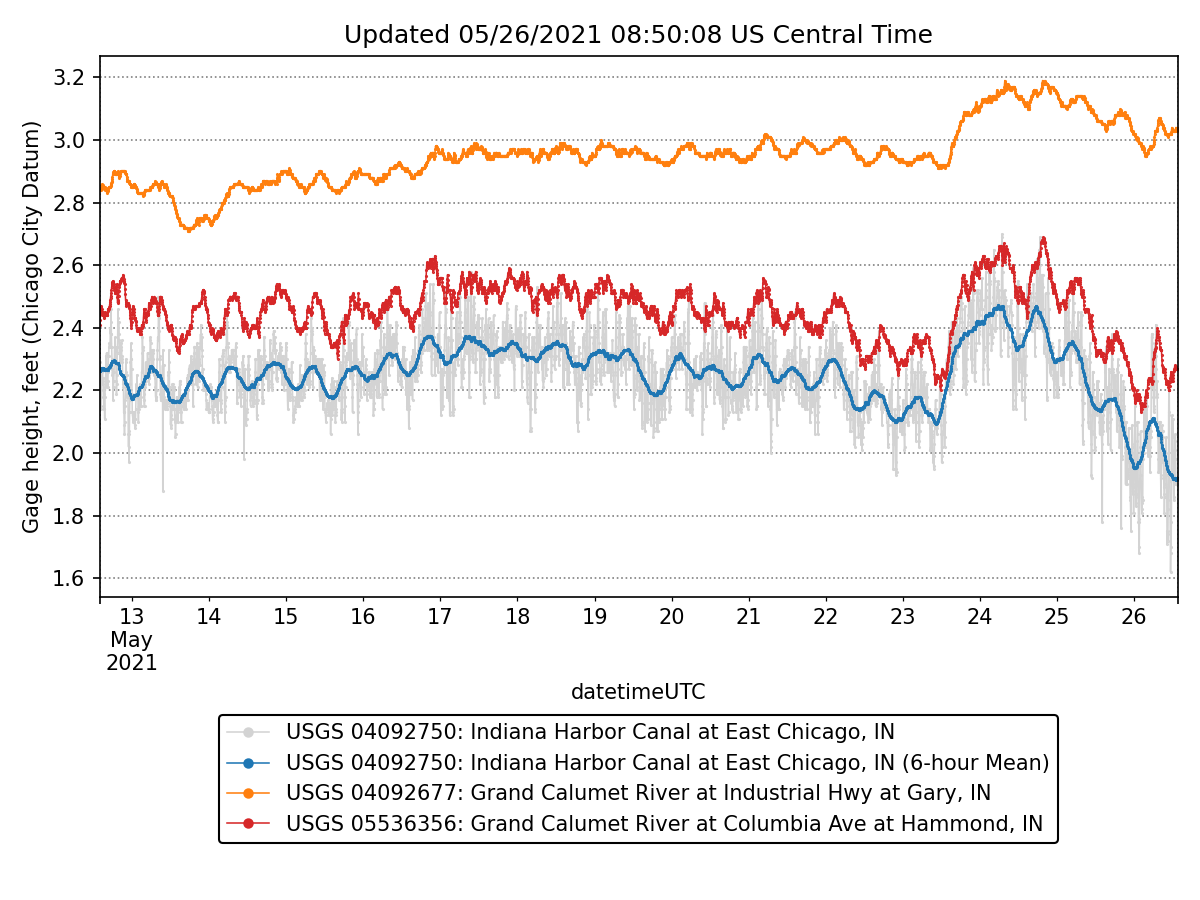 Updated 05/26/2021 08:50:08 US Central Time
Gage height, feet (Chicago City Datum)
3.2
3.0
2.8
2.6
2.4
2.2
2.0
1.8
1.6
13 14 15 16 17 18 19 20 21 22 23 24 25 26
May
2021
datetimeUTC
USGS 04092750: Indiana Harbor Canal at East Chicago, IN
USGS 04092750: Indiana Harbor Canal at East Chicago, IN (6-hour Mean)
USGS 04092677: Grand Calumet River at Industrial Hwy at Gary, IN
USGS 05536356: Grand Calumet River at Columbia Ave at Hammond, IN